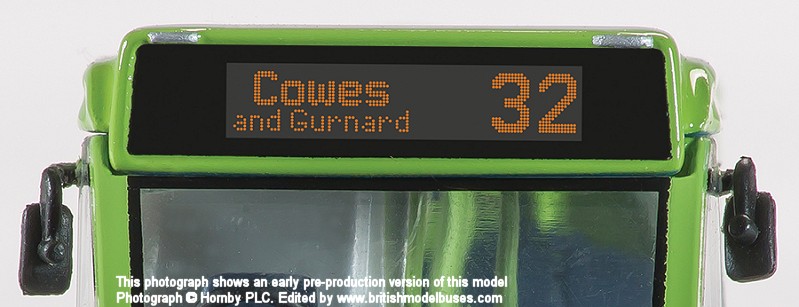 Cowes 32
and Gurnard
This photograph shows an early pre-production version of this model
Photograph © Hornby PLC. Edited by www.britishmodelbuses.com